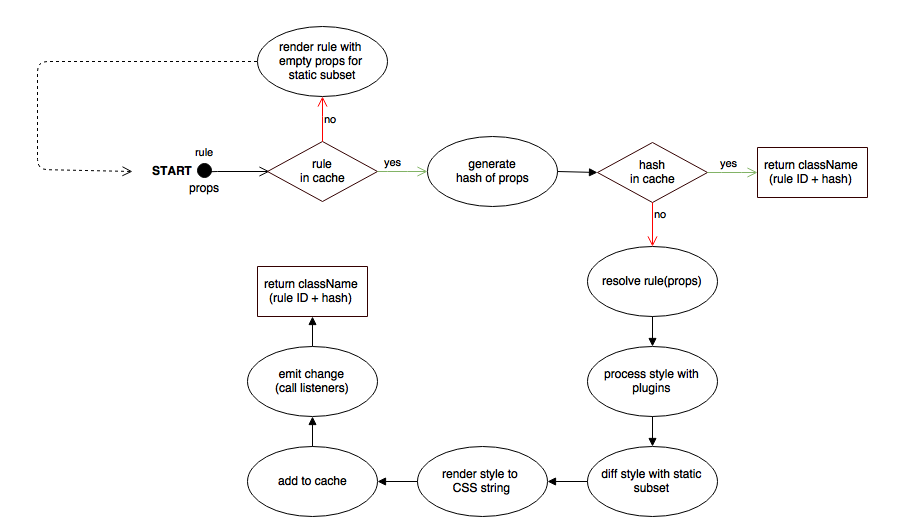 render rule with
empty props for
static subset
no
rule
START
props
rule
in cache
yes
generate
hash of props
hash
in cache
yes
return className
(rule ID + hash)
no
resolve rule(props)
return className
(rule ID + hash)
emit change
(call listeners)
process style with
plugins
add to cache
render style to
CSS string
diff style with static
subset